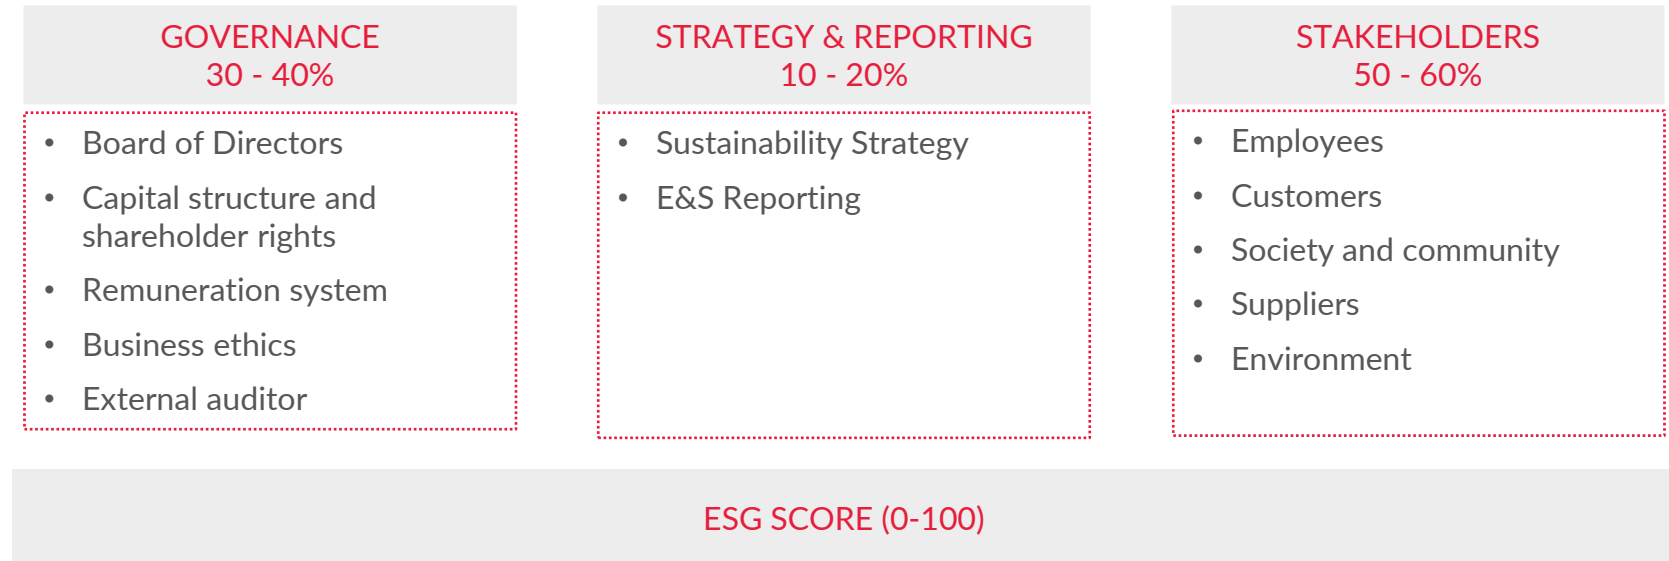 GOVERNANCE
30 - 40%
• Board of Directors
• Capital structure and
shareholder rights
• Remuneration system
• Business ethics
• External auditor
STRATEGY & REPORTING
10 - 20%
• Sustainability Strategy
• E&S Reporting
STAKEHOLDERS
50 - 60%
• Employees
• Customers
• Society and community
• Suppliers
• Environment
ESG SCORE (0-100)